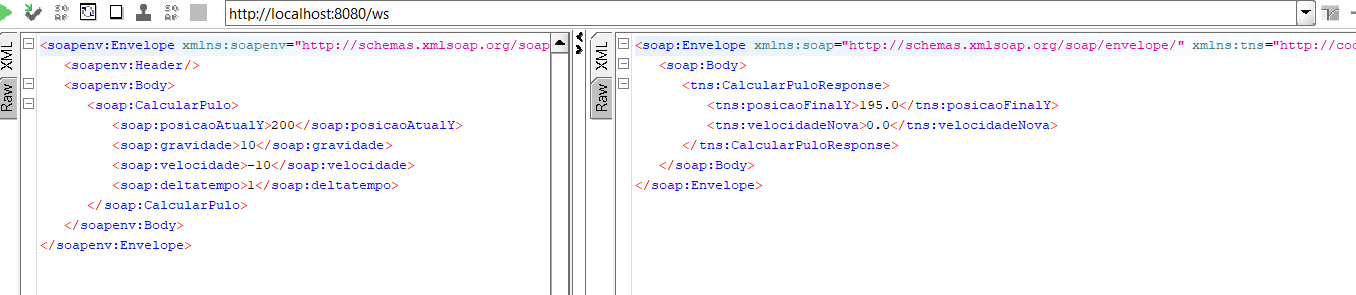 SO AP
SO AP
http://localhost:8080/ws
XML
Raw
<soapenv:Envelope xmlns:soapenv="http://schemas.xmlsoap.org/soap
<soapenv:Header/>
<soapenv:Body>
<soap:CalcularPulo>
<soap:posicaoAtualY>200</soap:posicaoAtualY>
<soap:gravidade>10</soap:gravidade>
<soap:velocidade>-10</soap:velocidade>
<soap:deltatempo>1</soap:deltatempo>
</soap:CalcularPulo>
</soapenv:Body>
</soapenv:Envelope>
XML
Raw
<soap:Envelope xmlns:soap="http://schemas.xmlsoap.org/soap/envelope/" xmlns:tns="http://coo
<soap:Body>
<tns:CalcularPuloResponse>
<tns:posicaoFinalY>195.0</tns:posicaoFinalY>
<tns:velocidadeNova>0.0</tns:velocidadeNova>
</tns:CalcularPuloResponse>
</soap:Body>
</soap:Envelope>